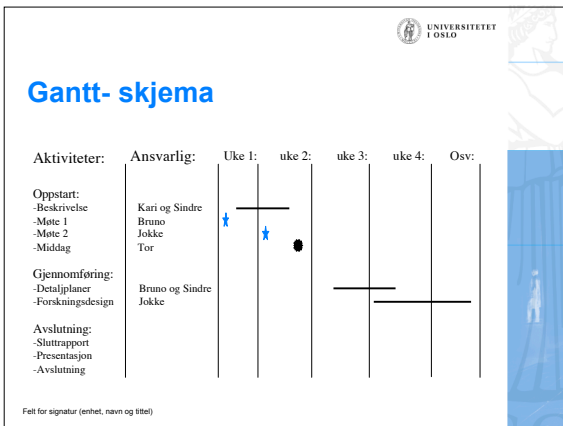 UNIVERSITETET
I OSLO
Gantt- skjema
Aktiviteter: Ansvarlig: Uke 1: uke 2: uke 3: uke 4: Osv:
Oppstart:
-Beskrivelse Kari og Sindre
-Møte 1 Bruno
-Møte 2 Jokke
-Middag Tor
Gjennomføring:
-Detaljplaner Bruno og Sindre
-Forskningsdesign Jokke
Avslutning:
-Sluttrapport
-Presentasjon
-Avslutning
Felt for signatur (enhet, navn og tittel)